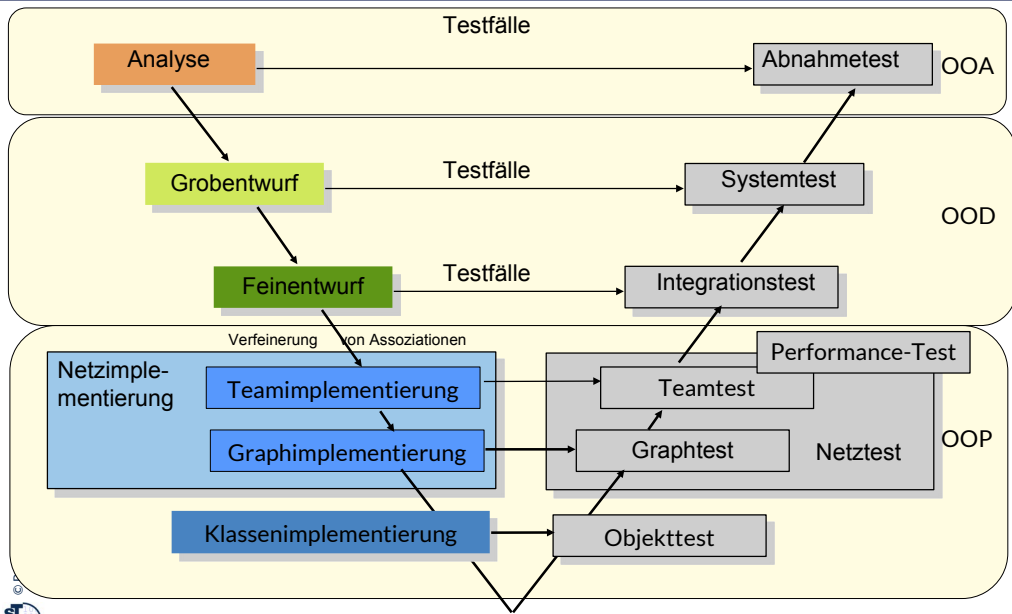 Testfälle
Analyse
Abnahmetest
OOA
Testfälle
Grobentwurf
Systemtest
OOD
Testfälle
Feinentwurf
Integrationstest
Verfeinerung von Assoziationen
Performance-Test
Netzimple-
mentierung
Teamimplementierung
Teamtest
Graphimplementierung
Graphtest
Netztest
OOP
Klassenimplementierung
Objekttest
©